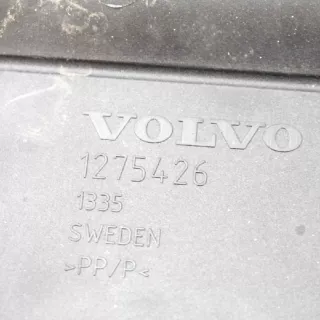 VOLVO
1275426
1335
SWEDEN
>PP/P<